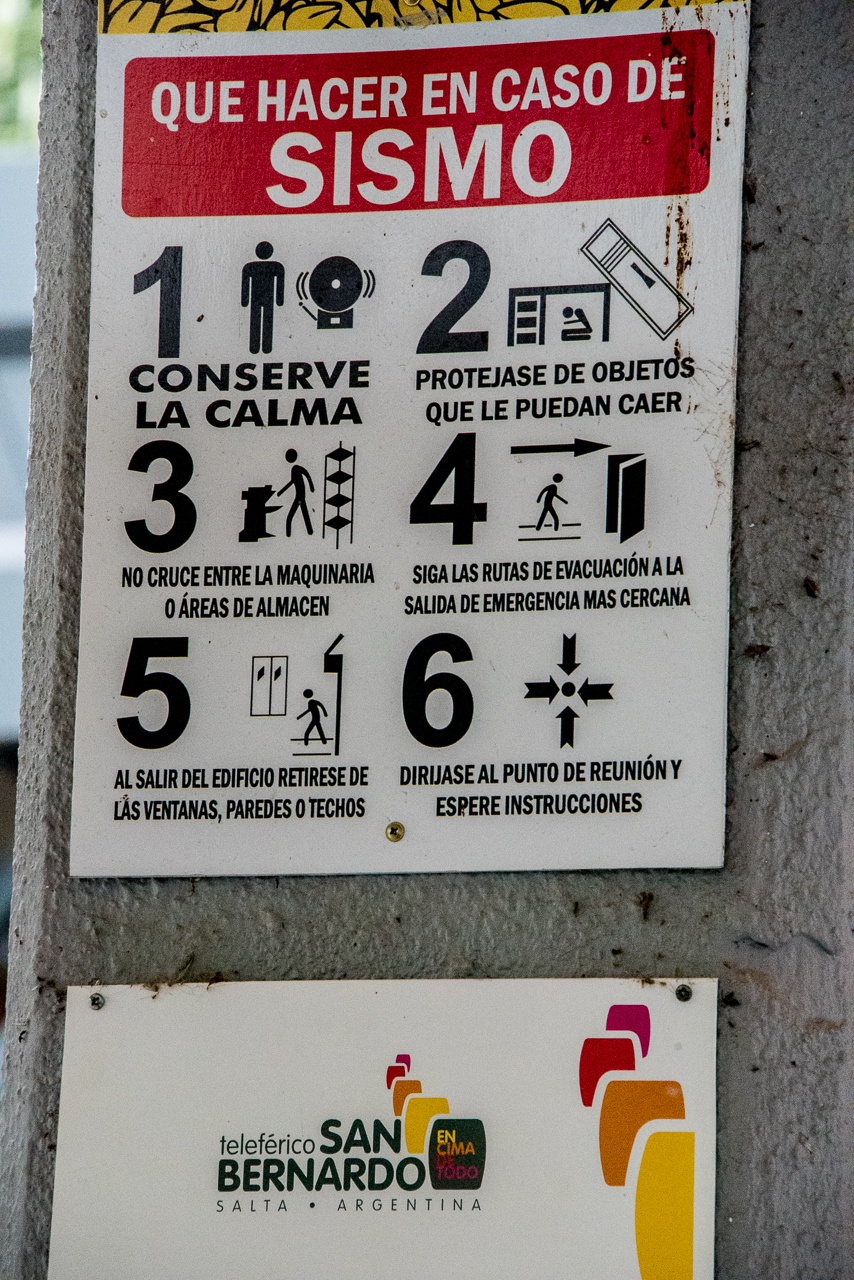 QUE HACER EN CASO DE
SISMO
1
CONSERVE
LA CALMA
2
PROTEJASE DE OBJETOS
QUE LE PUEDAN CAER
3
NO CRUCE ENTRE LA MAQUINARIA
O ÁREAS DE ALMACEN
4
SIGA LAS RUTAS DE EVACUACIÓN A LA
SALIDA DE EMERGENCIA MAS CERCANA
5
AL SALIR DEL EDIFICIO RETIRESE DE
LAS VENTANAS, PAREDES O TECHOS
6
DIRIJASE AL PUNTO DE REUNIÓN Y
ESPERE INSTRUCCIONES
teleférico SAN
BERNARDO
EN
CIMA
DE
TODO
SALTA • ARGENTINA